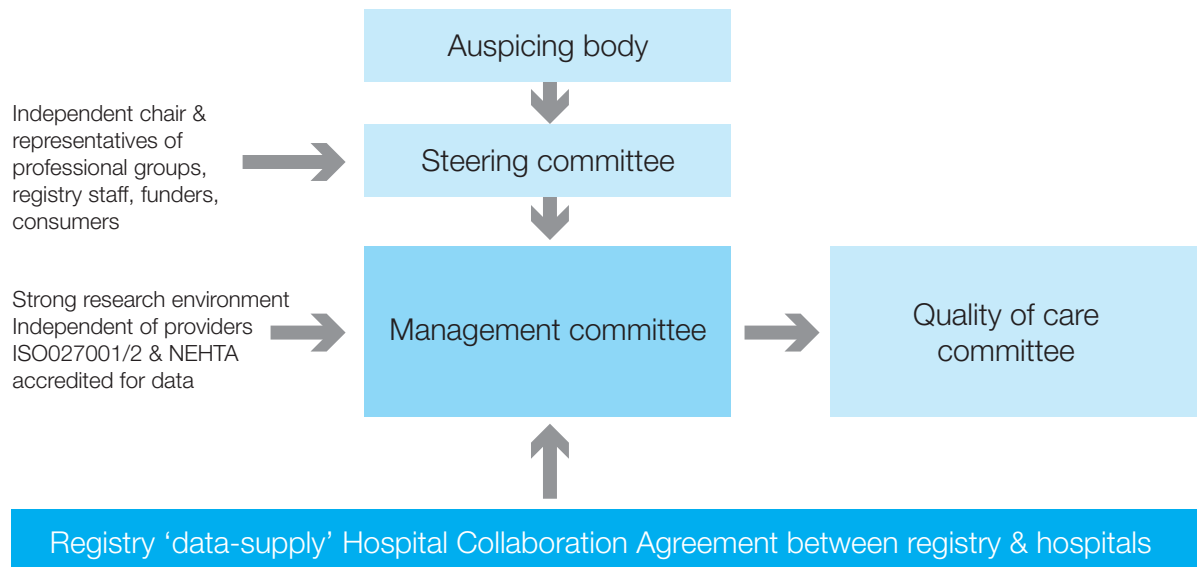 Auspicing body
Independent chair &
representatives of
professional groups,
registry staff, funders,
consumers
Steering committee
Strong research environment
Independent of providers
ISO027001/2 & NEHTA
accredited for data
Management committee
Quality of care
committee
Registry ‘data-supply’ Hospital Collaboration Agreement between registry & hospitals